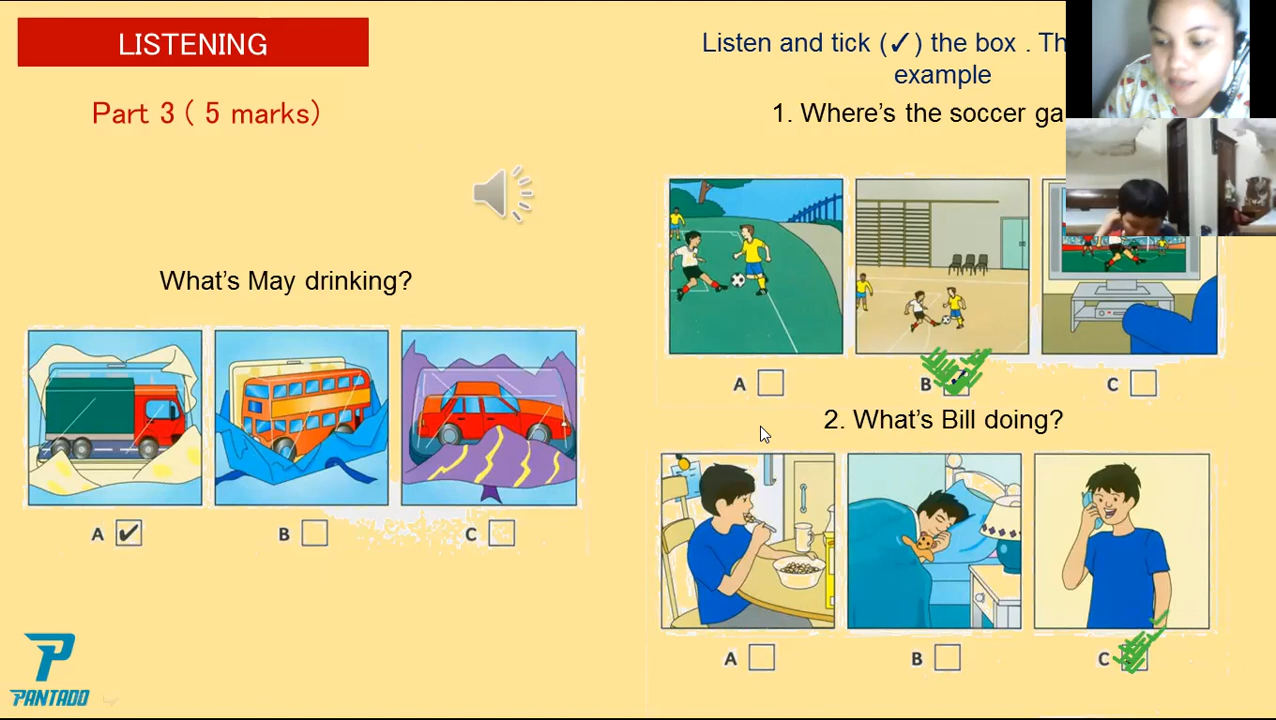 LISTENING
Part 3 ( 5 marks)
What's May drinking?
A ✔
B
C
PANTADO
Listen and tick (✓) the box . Th
example
1. Where's the soccer ga
A
B
C
2. What's Bill doing?
A
B
C